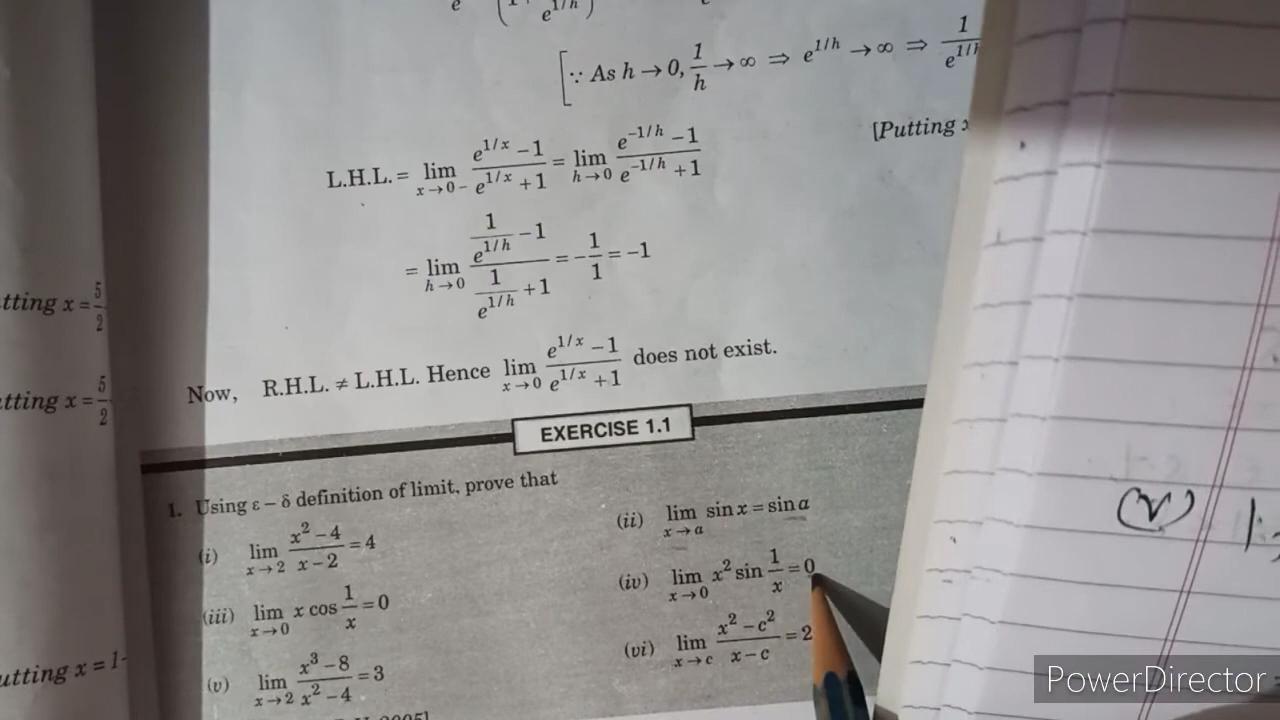 e (1+ e^{1/h}) e
[∵ As h → 0, 1/h → ∞ ⇒ e^{1/h} → ∞ ⇒ 1/e^{1/h}
[Putting x
L.H.L. = lim_{x→0−} (e^{1/x} − 1)/(e^{1/x} + 1) = lim_{h→0} (e^{−1/h} − 1)/(e^{−1/h} + 1)
= lim_{h→0} (1/e^{1/h} − 1)/(1/e^{1/h} + 1) = −1/1 = −1
Now, R.H.L. ≠ L.H.L. Hence lim_{x→0} (e^{1/x} − 1)/(e^{1/x} + 1) does not exist.
EXERCISE 1.1
1. Using ε – δ definition of limit, prove that
(i) lim_{x→2} (x² − 4)/(x − 2) = 4
(ii) lim_{x→a} sin x = sin a
(iii) lim_{x→0} x cos 1/x = 0
(iv) lim_{x→0} x² sin 1/x = 0
(v) lim_{x→2} (x³ − 8)/(x² − 4) = 3
(vi) lim_{x→c} (x² − c²)/(x − c) = 2
tting x = 5/2
tting x = 5/2
utting x = 1-
(v)
PowerDirector